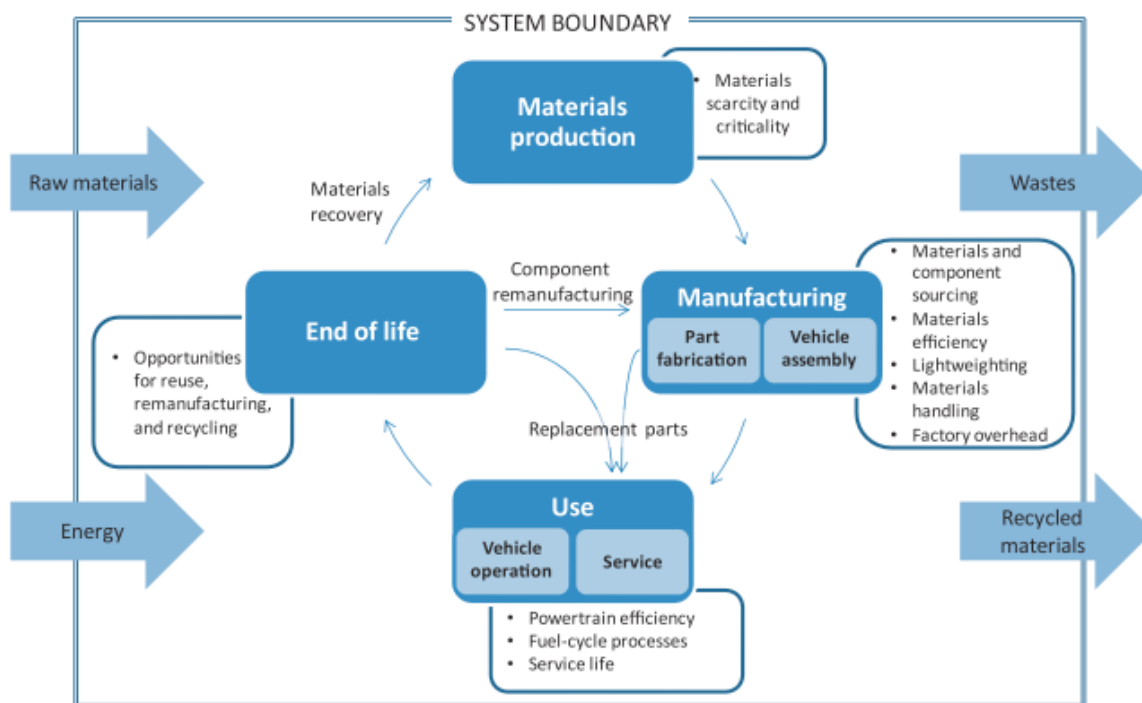 SYSTEM BOUNDARY
Materials
production
• Materials
scarcity and
criticality
Raw materials
Wastes
Materials
recovery
Component
remanufacturing
End of life
Manufacturing
Part
fabrication
Vehicle
assembly
• Materials and
component
sourcing
• Materials
efficiency
• Lightweighting
• Materials
handling
• Factory overhead
• Opportunities
for reuse,
remanufacturing,
and recycling
Replacement parts
Energy
Use
Vehicle
operation
Service
Recycled
materials
• Powertrain efficiency
• Fuel-cycle processes
• Service life